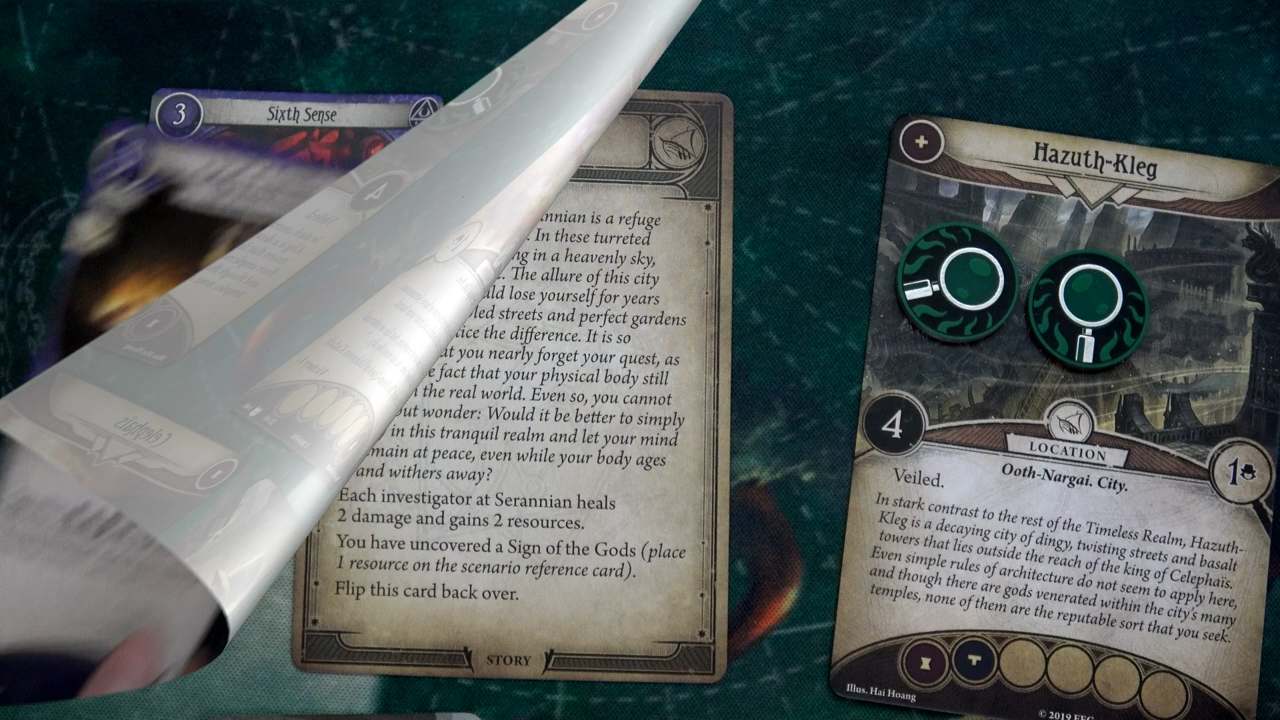 3
Sixth Sense
annian is a refuge
. In these turreted
ng in a heavenly sky,
. The allure of this city
uld lose yourself for years
led streets and perfect gardens
ice the difference. It is so
at you nearly forget your quest, as
e fact that your physical body still
the real world. Even so, you cannot
but wonder: Would it be better to simply
in this tranquil realm and let your mind
main at peace, even while your body ages
and withers away?
Each investigator at Serannian heals
2 damage and gains 2 resources.
You have uncovered a Sign of the Gods (place
1 resource on the scenario reference card).
Flip this card back over.
STORY
Hazuth-Kleg
4
LOCATION
1
Ooth-Nargai. City.
Veiled.
In stark contrast to the rest of the Timeless Realm, Hazuth-
Kleg is a decaying city of dingy, twisting streets and basalt
towers that lies outside the reach of the king of Celephaïs.
Even simple rules of architecture do not seem to apply here,
and though there are gods venerated within the city's many
temples, none of them are the reputable sort that you seek.
Illus. Hai Hoang
© 2019 FFG